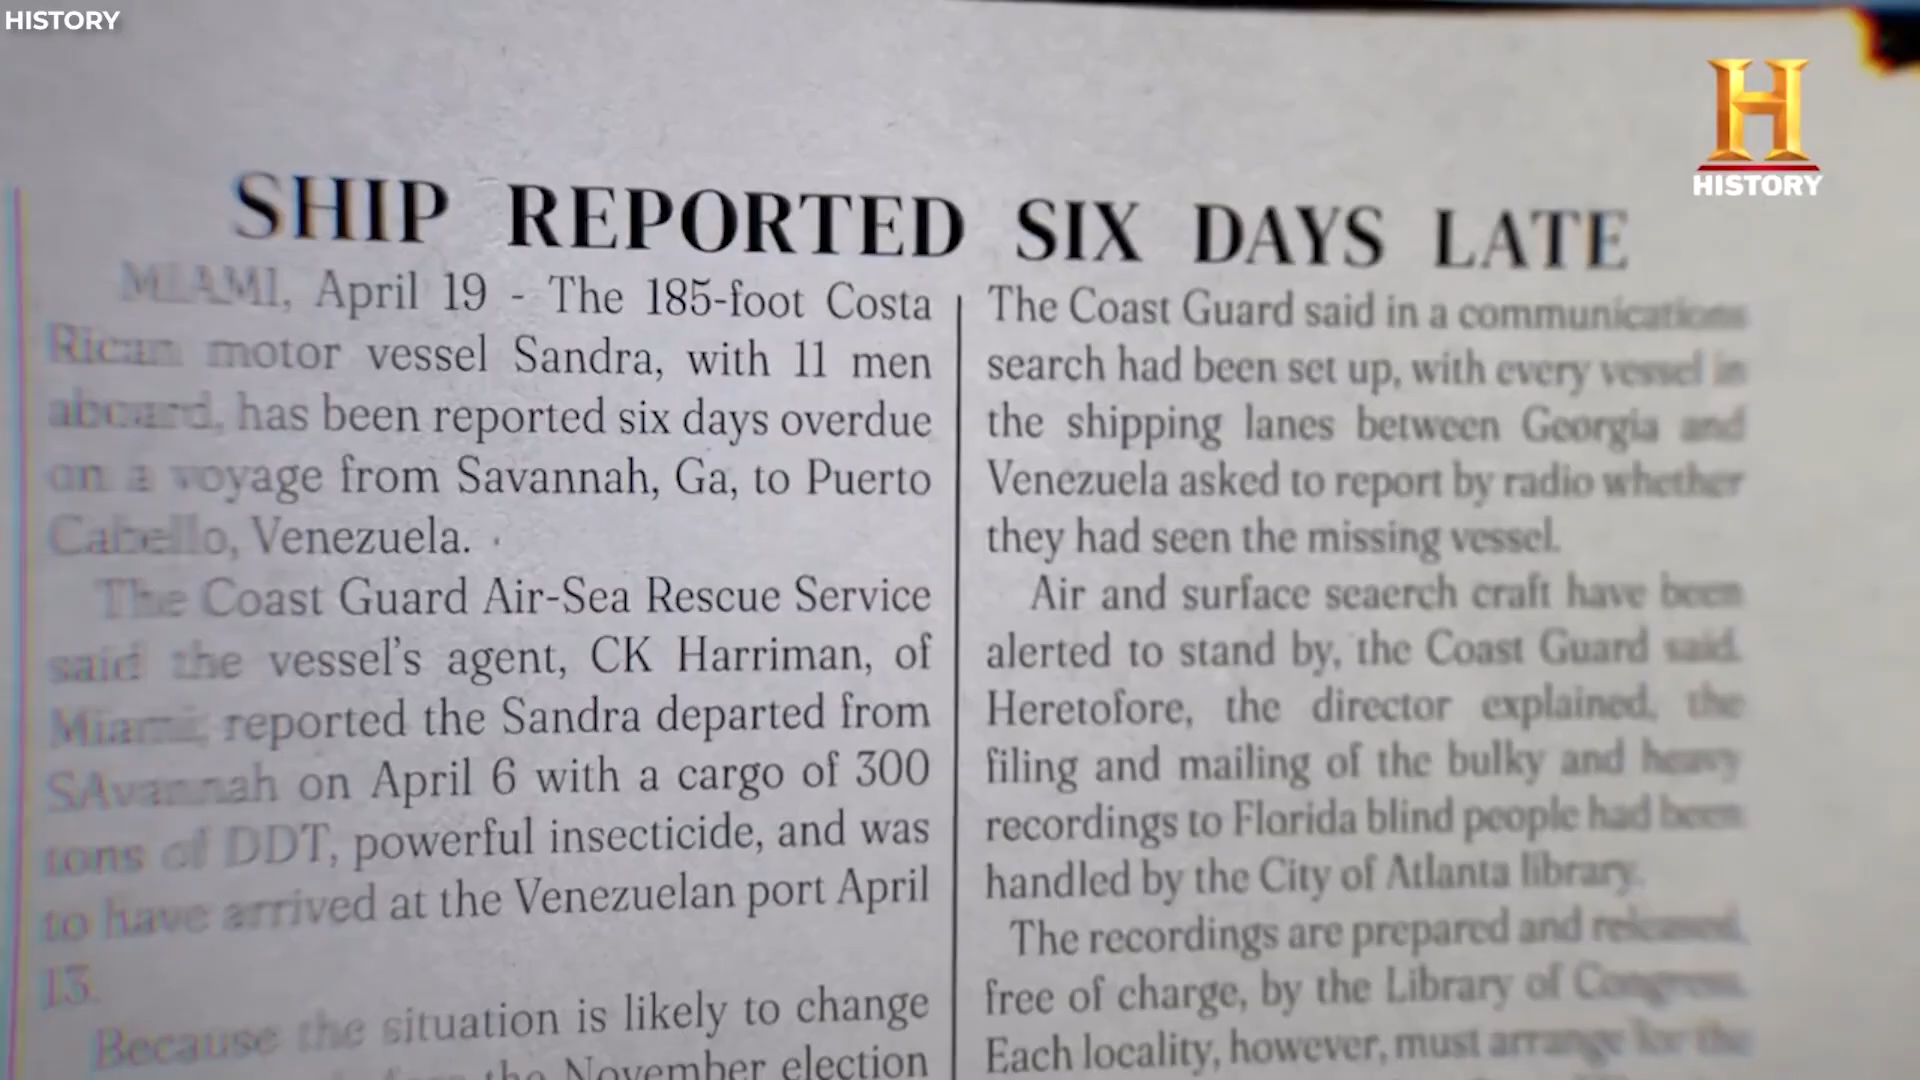 HISTORY
H
HISTORY
SHIP REPORTED SIX DAYS LATE
MIAMI, April 19 - The 185-foot Costa
Rican motor vessel Sandra, with 11 men
aboard, has been reported six days overdue
on a voyage from Savannah, Ga, to Puerto
Cabello, Venezuela.
The Coast Guard Air-Sea Rescue Service
said the vessel's agent, CK Harriman, of
Miami, reported the Sandra departed from
SAvannah on April 6 with a cargo of 300
tons of DDT, powerful insecticide, and was
to have arrived at the Venezuelan port April
13.
Because the situation is likely to change
the November election
The Coast Guard said in a communications
search had been set up, with every vessel in
the shipping lanes between Georgia and
Venezuela asked to report by radio whether
they had seen the missing vessel.
Air and surface seaerch craft have been
alerted to stand by, the Coast Guard said.
Heretofore, the director explained, the
filing and mailing of the bulky and heavy
recordings to Florida blind people had been
handled by the City of Atlanta library.
The recordings are prepared and released,
free of charge, by the Library of Congress.
Each locality, however, must arrange for the